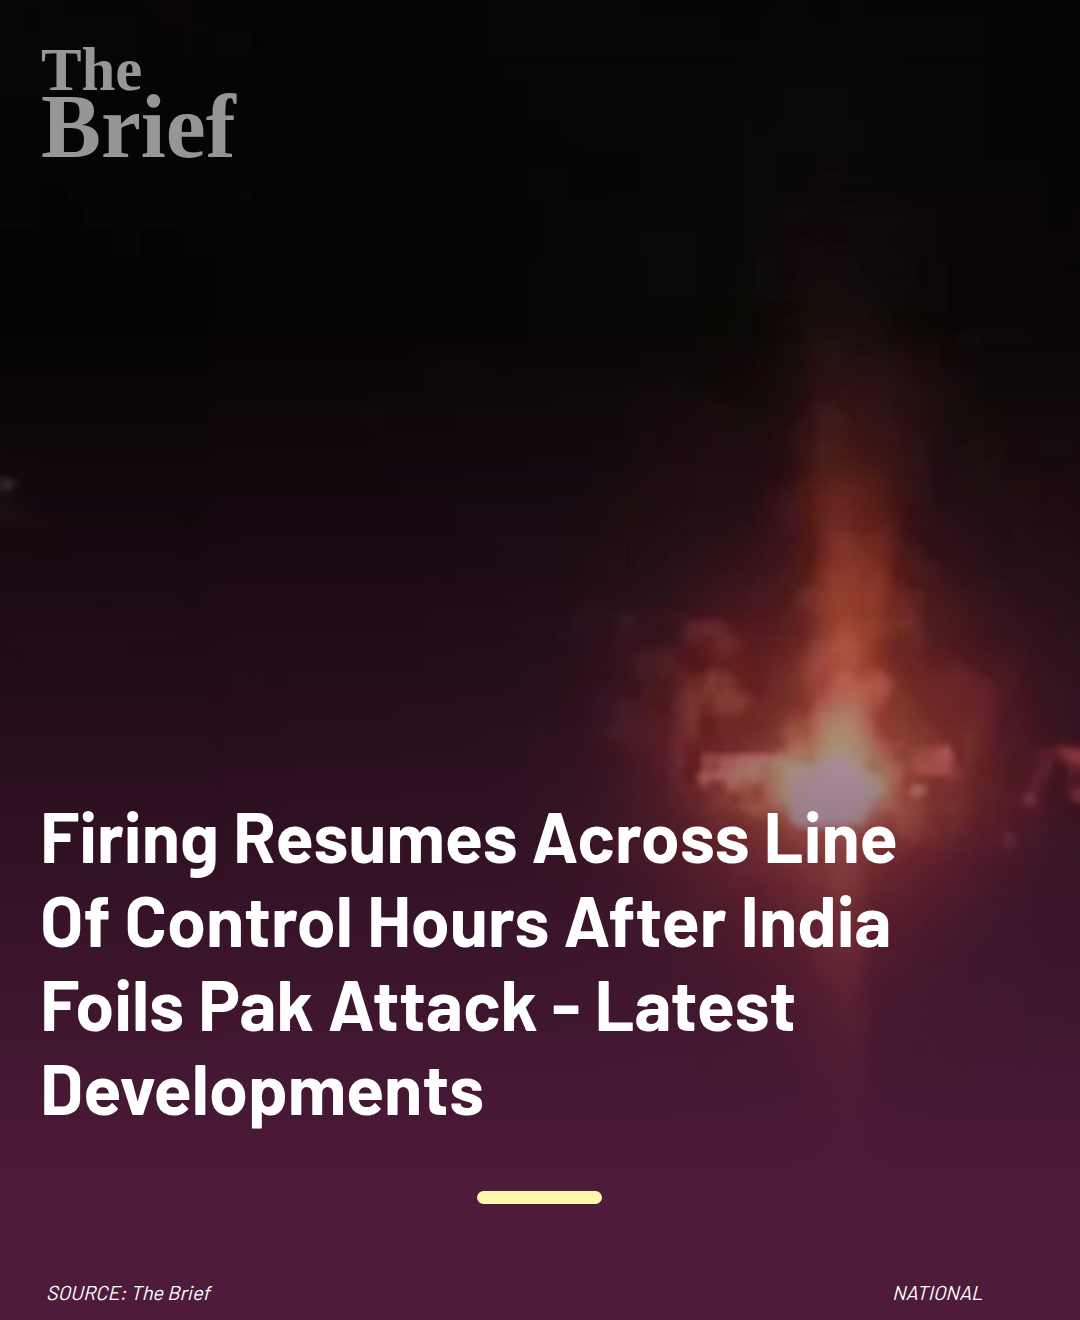 The
Brief
Firing Resumes Across Line
Of Control Hours After India
Foils Pak Attack - Latest
Developments
SOURCE: The Brief
NATIONAL